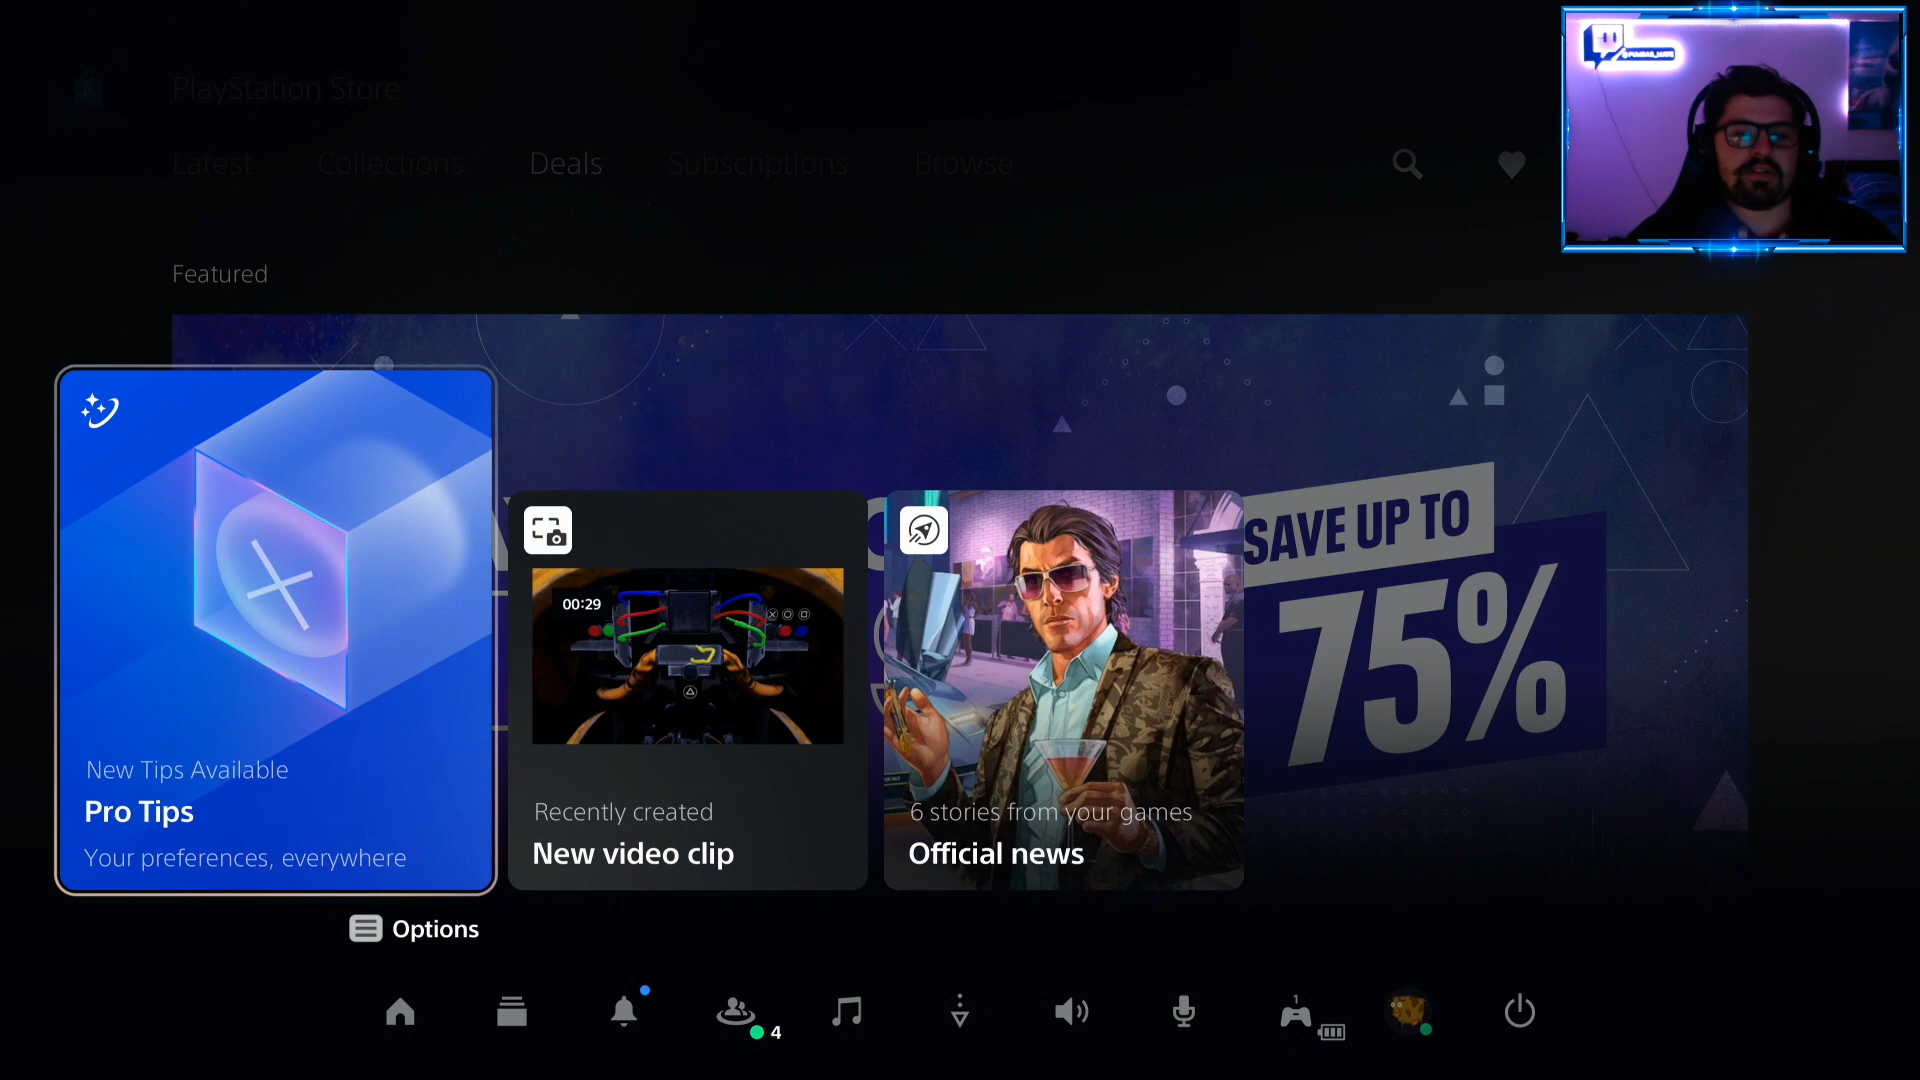 PlayStation Store
Latest
Collections
Deals
Subscriptions
Browse
Featured
SAVE UP TO
75%
New Tips Available
Pro Tips
Your preferences, everywhere
00:29
Recently created
New video clip
6 stories from your games
Official news
Options
4
1